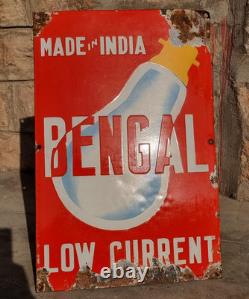 MADE IN INDIA
BENGAL
LOW CURRENT